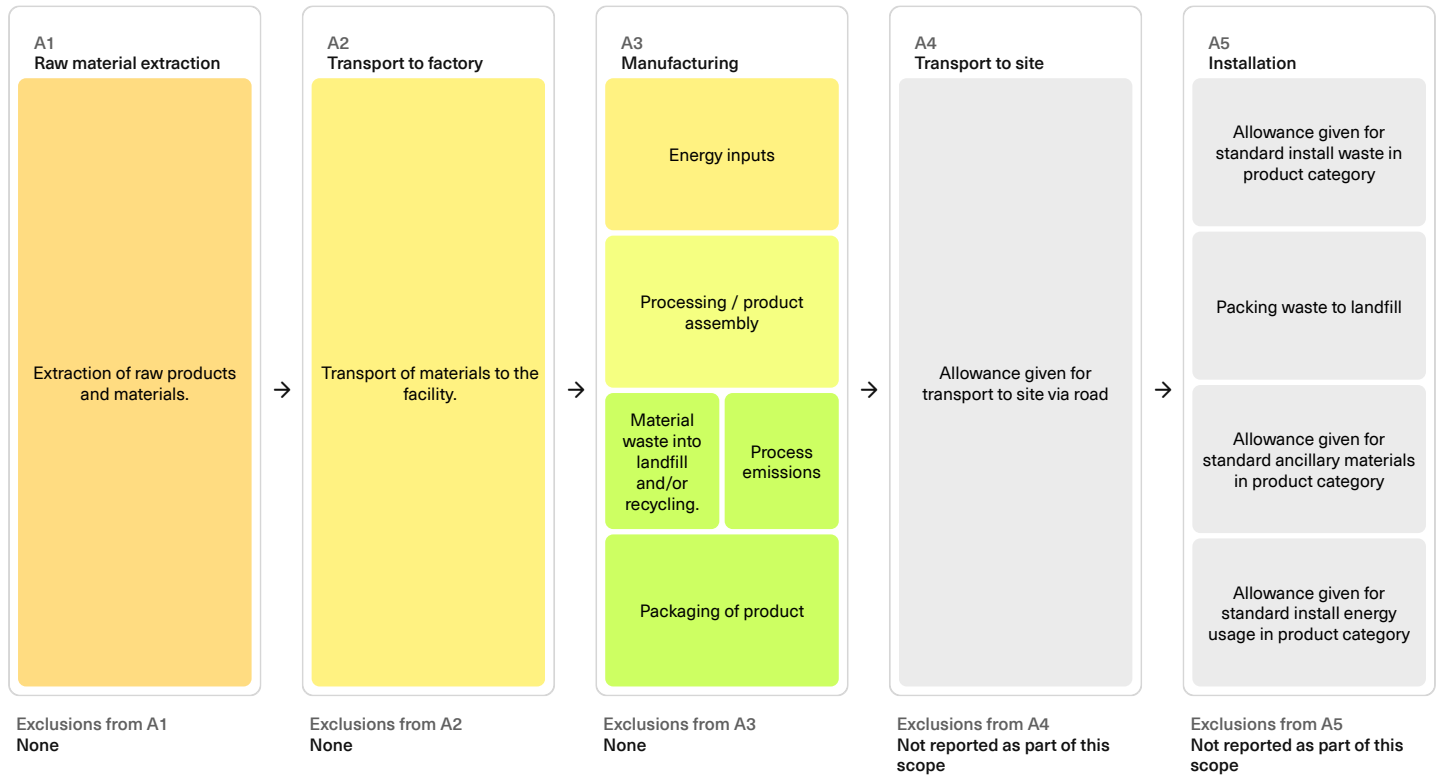 A1
Raw material extraction
Extraction of raw products
and materials.
Exclusions from A1
None
A2
Transport to factory
Transport of materials to the
facility.
Exclusions from A2
None
A3
Manufacturing
Energy inputs
Processing / product
assembly
Material
waste into
landfill
and/or
recycling.
Process
emissions
Packaging of product
Exclusions from A3
None
A4
Transport to site
Allowance given for
transport to site via road
Exclusions from A4
Not reported as part of this
scope
A5
Installation
Allowance given for
standard install waste in
product category
Packing waste to landfill
Allowance given for
standard ancillary materials
in product category
Allowance given for
standard install energy
usage in product category
Exclusions from A5
Not reported as part of this
scope